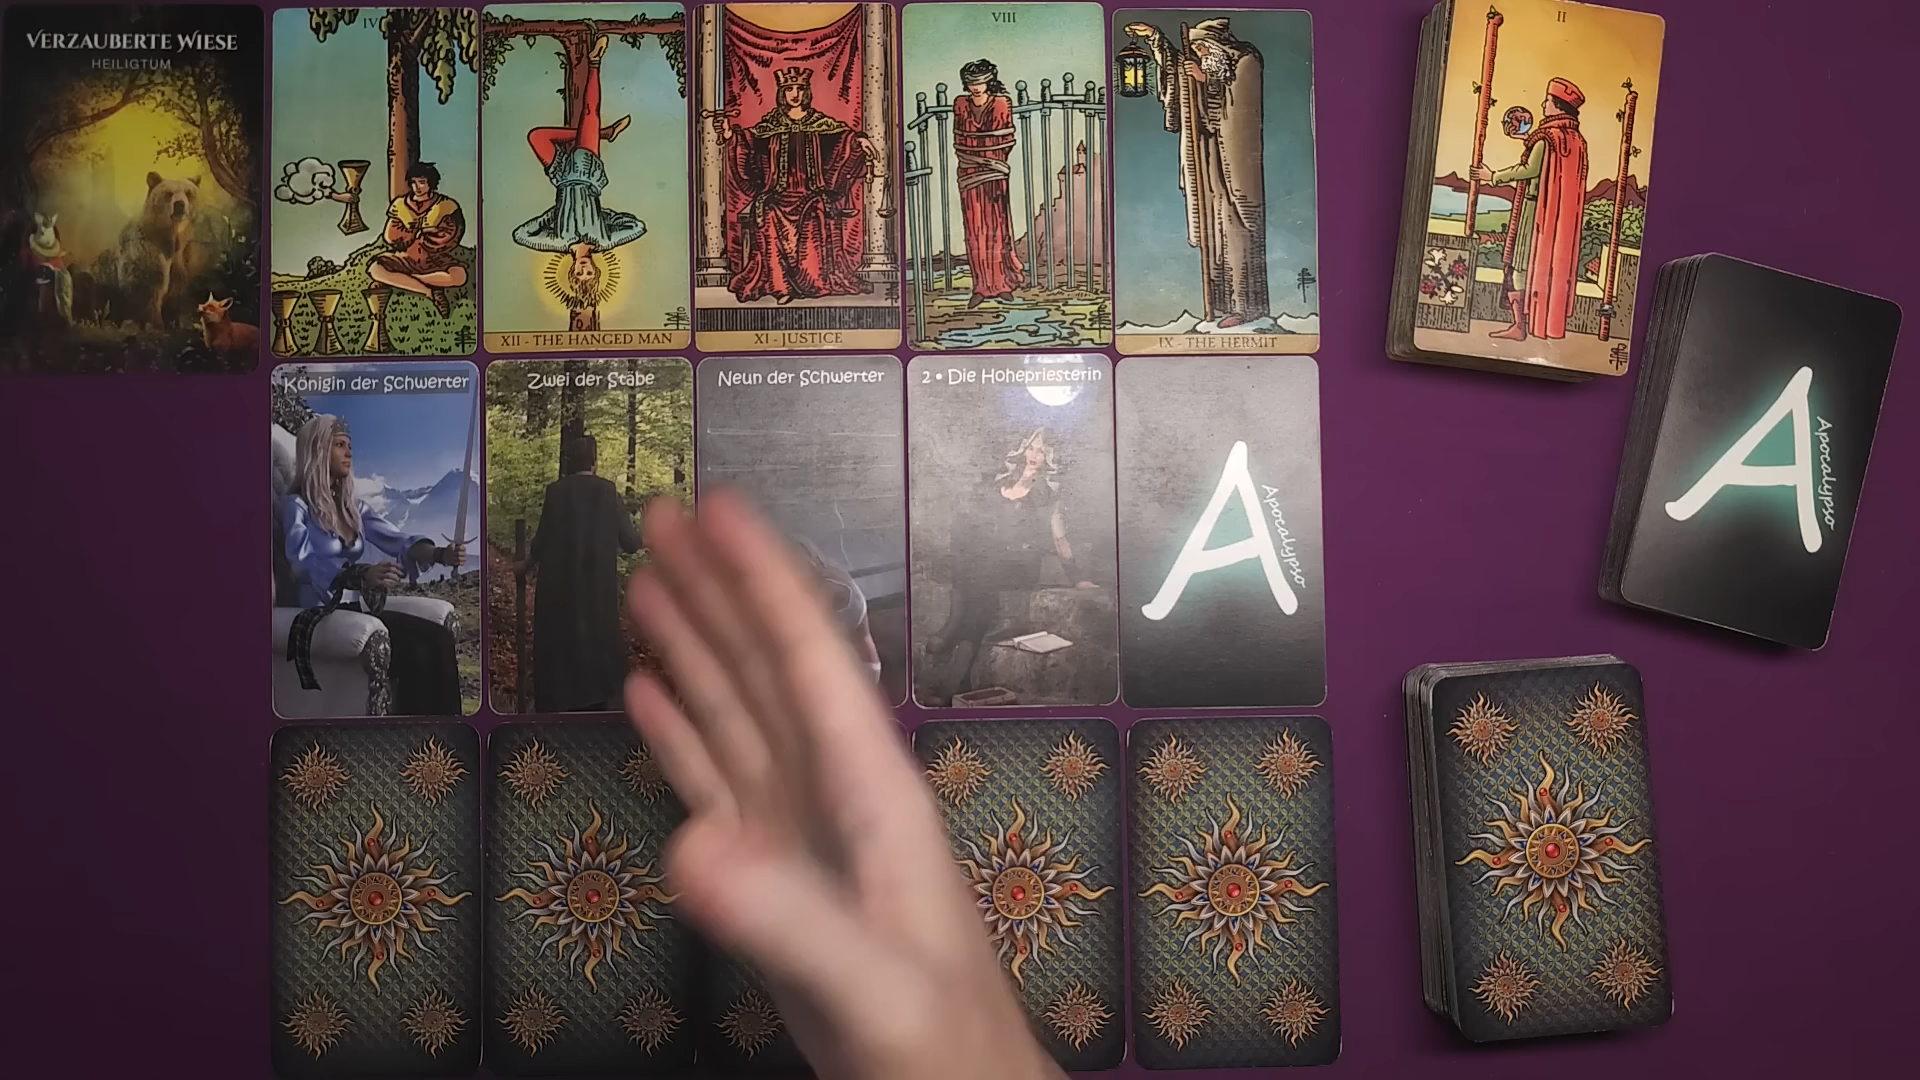 VERZAUBERTE WIESE
HEILIGTUM
IV
XII - THE HANGED MAN
XI - JUSTICE
VIII
IX - THE HERMIT
II
Königin der Schwerter
Zwei der Stäbe
Neun der Schwerter
2 • Die Hohepriesterin
A
Apocalypso
A
Apocalypso